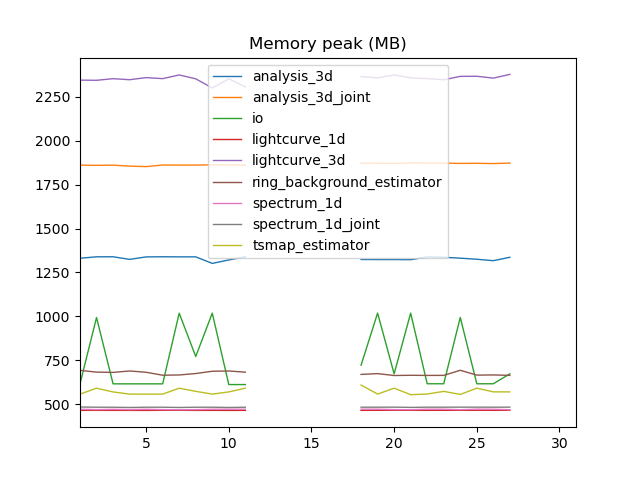 Memory peak (MB)
analysis_3d
analysis_3d_joint
io
lightcurve_1d
lightcurve_3d
ring_background_estimator
spectrum_1d
spectrum_1d_joint
tsmap_estimator
2250
2000
1750
1500
1250
1000
750
500
5 10 15 20 25 30